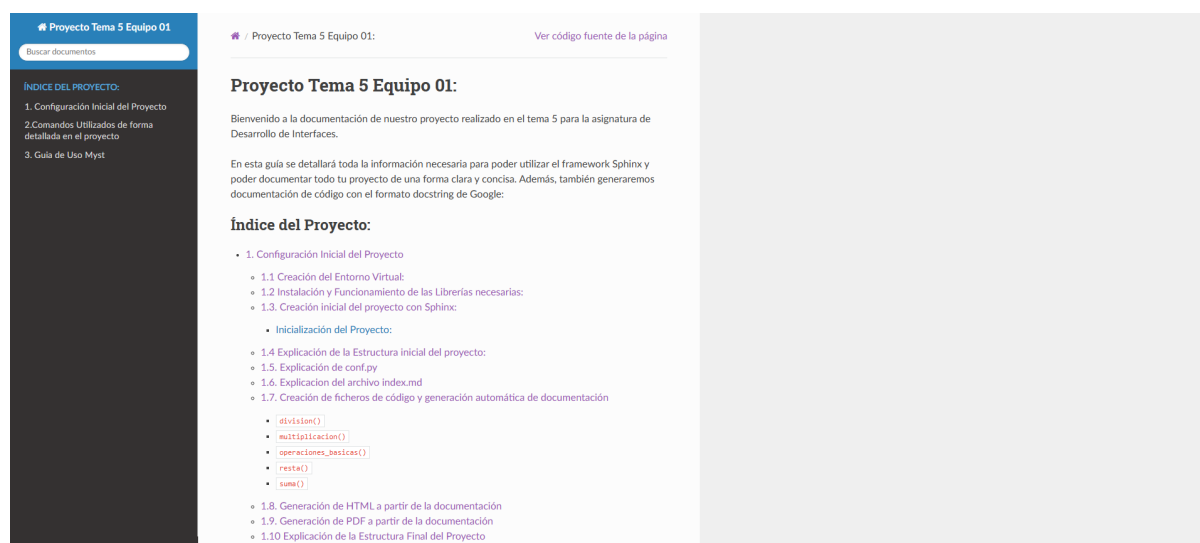 Proyecto Tema 5 Equipo 01
Buscar documentos
ÍNDICE DEL PROYECTO:
1. Configuración Inicial del Proyecto
2.Comandos Utilizados de forma
detallada en el proyecto
3. Guia de Uso Myst
/ Proyecto Tema 5 Equipo 01:
Ver código fuente de la página
Proyecto Tema 5 Equipo 01:
Bienvenido a la documentación de nuestro proyecto realizado en el tema 5 para la asignatura de
Desarrollo de Interfaces.
En esta guía se detallará toda la información necesaria para poder utilizar el framework Sphinx y
poder documentar todo tu proyecto de una forma clara y concisa. Además, también generaremos
documentación de código con el formato docstring de Google:
Índice del Proyecto:
1. Configuración Inicial del Proyecto
1.1 Creación del Entorno Virtual:
1.2 Instalación y Funcionamiento de las Librerías necesarias:
1.3. Creación inicial del proyecto con Sphinx:
Inicialización del Proyecto:
1.4 Explicación de la Estructura inicial del proyecto:
1.5. Explicación de conf.py
1.6. Explicacion del archivo index.md
1.7. Creación de ficheros de código y generación automática de documentación
division()
multiplicacion()
operaciones_basicas()
resta()
suma()
1.8. Generación de HTML a partir de la documentación
1.9. Generación de PDF a partir de la documentación
1.10 Explicación de la Estructura Final del Proyecto